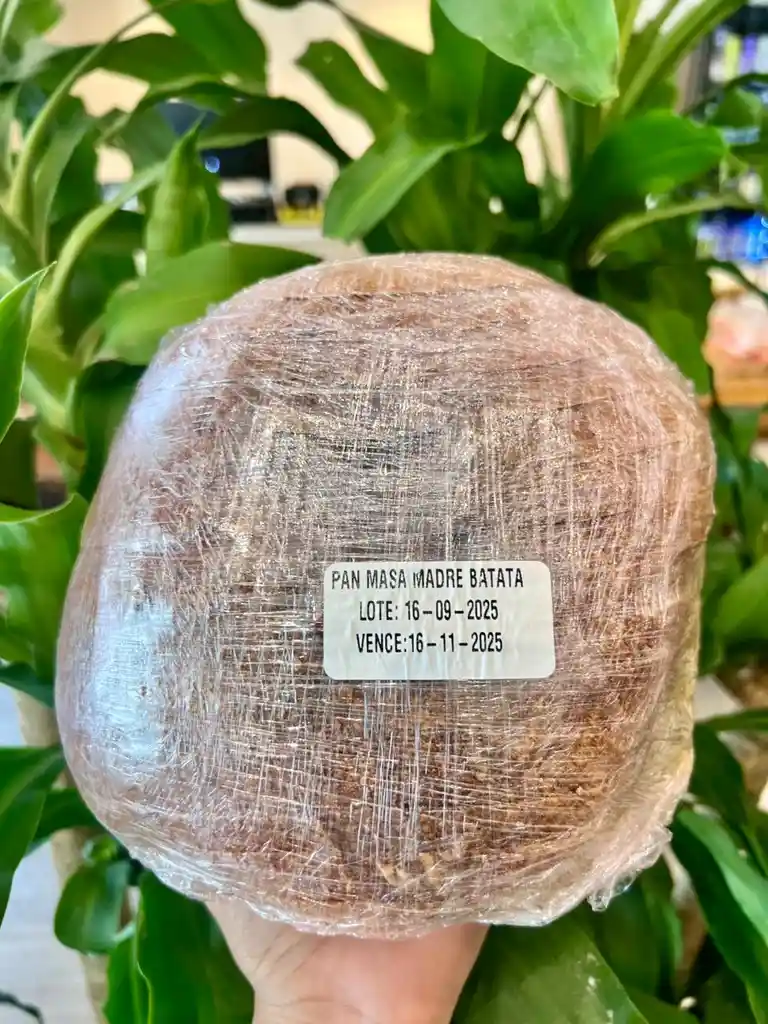 PAN MASA MADRE BATATA
LOTE: 16-09-2025
VENCE:16-11-2025